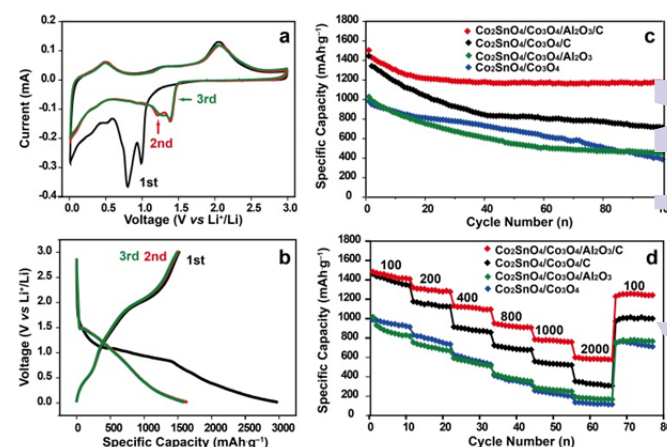 a
0.2
0.1
0.0
-0.1
-0.2
-0.3
-0.4
Current (mA)
3rd
2nd
1st
0.0 0.5 1.0 1.5 2.0 2.5 3.0
Voltage (V vs Li⁺/Li)
c
1800
1600
1400
1200
1000
800
600
400
200
0
Specific Capacity (mAh·g⁻¹)
Co₂SnO₄/Co₃O₄/Al₂O₃/C
Co₂SnO₄/Co₃O₄/C
Co₂SnO₄/Co₃O₄/Al₂O₃
Co₂SnO₄/Co₃O₄
0 20 40 60 80
Cycle Number (n)
b
3.0
2.5
2.0
1.5
1.0
0.5
0.0
Voltage (V vs Li⁺/Li)
3rd 2nd 1st
0 500 1000 1500 2000 2500 3000
Specific Capacity (mAh·g⁻¹)
d
1800
1600
1400
1200
1000
800
600
400
200
0
Specific Capacity (mAh·g⁻¹)
Co₂SnO₄/Co₃O₄/Al₂O₃/C
Co₂SnO₄/Co₃O₄/C
Co₂SnO₄/Co₃O₄/Al₂O₃
Co₂SnO₄/Co₃O₄
100 200 400 800 1000 2000 100
0 10 20 30 40 50 60 70
Cycle Number (n)